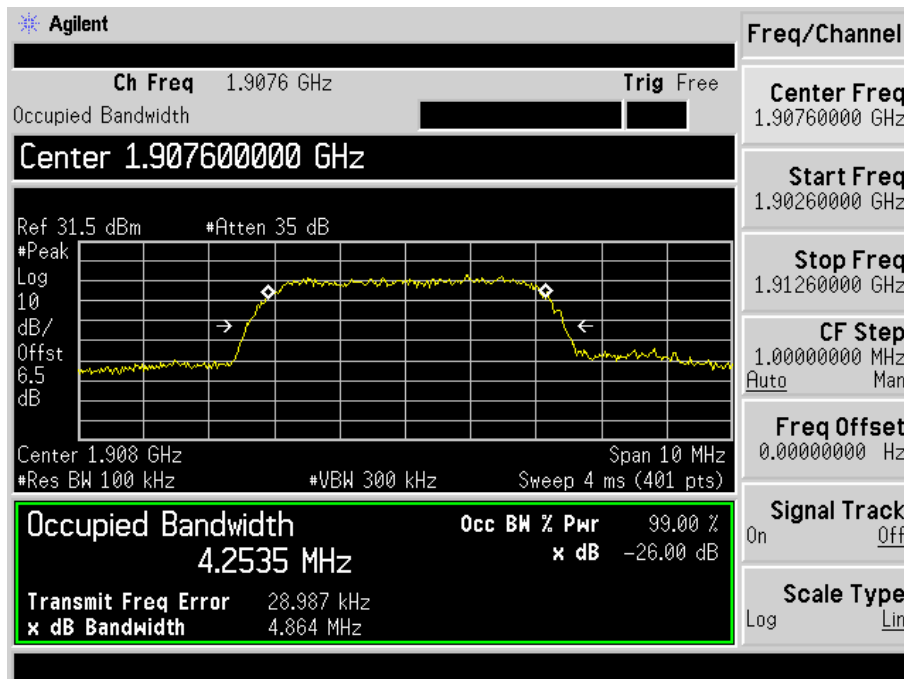 Agilent
Freq/Channel
Ch Freq 1.9076 GHz Trig Free
Occupied Bandwidth
Center 1.907600000 GHz
Ref 31.5 dBm #Atten 35 dB
#Peak
Log
10
dB/
Offst
6.5
dB
Center 1.908 GHz Span 10 MHz
#Res BW 100 kHz #VBW 300 kHz Sweep 4 ms (401 pts)
Occupied Bandwidth
4.2535 MHz
Occ BW % Pwr 99.00 %
x dB -26.00 dB
Transmit Freq Error 28.987 kHz
x dB Bandwidth 4.864 MHz
Center Freq
1.90760000 GHz
Start Freq
1.90260000 GHz
Stop Freq
1.91260000 GHz
CF Step
1.00000000 MHz
Auto Man
Freq Offset
0.00000000 Hz
Signal Track
On Off
Scale Type
Log Lin